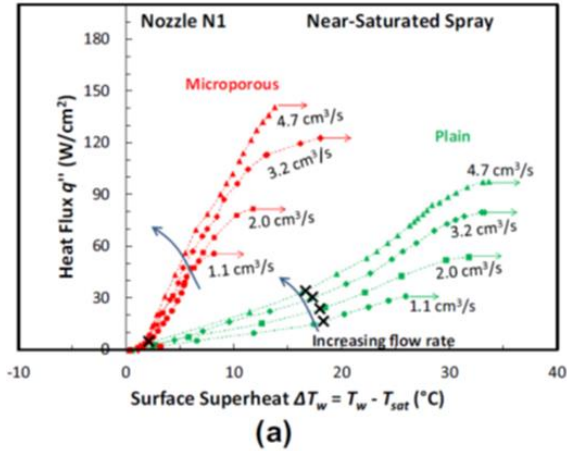 Nozzle N1
Near-Saturated Spray
180
150
120
90
60
30
0
Heat Flux q" (W/cm²)
Microporous
4.7 cm³/s
3.2 cm³/s
2.0 cm³/s
1.1 cm³/s
Plain
4.7 cm³/s
3.2 cm³/s
2.0 cm³/s
1.1 cm³/s
Increasing flow rate
-10 0 10 20 30 40
Surface Superheat ΔTw = Tw - Tsat (°C)
(a)